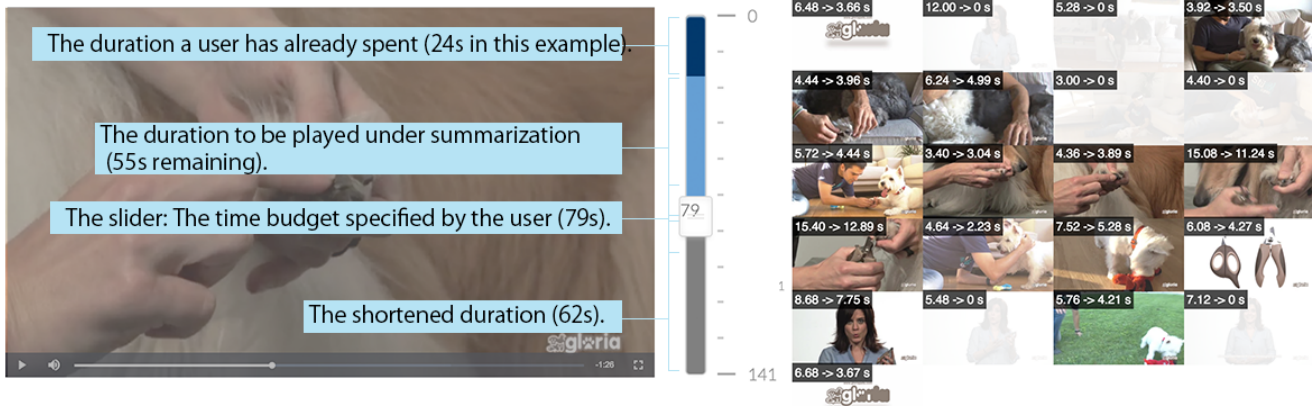 The duration a user has already spent (24s in this example).
The duration to be played under summarization
(55s remaining).
The slider: The time budget specified by the user (79s).
The shortened duration (62s).
gloria
-1:26
0
79
1
141
6.48 -> 3.66 s
12.00 -> 0 s
5.28 -> 0 s
3.92 -> 3.50 s
gloria
4.44 -> 3.96 s
6.24 -> 4.99 s
3.00 -> 0 s
4.40 -> 0 s
5.72 -> 4.44 s
3.40 -> 3.04 s
4.36 -> 3.89 s
15.08 -> 11.24 s
15.40 -> 12.89 s
4.64 -> 2.23 s
7.52 -> 5.28 s
6.08 -> 4.27 s
8.68 -> 7.75 s
5.48 -> 0 s
5.76 -> 4.21 s
7.12 -> 0 s
6.68 -> 3.67 s
gloria